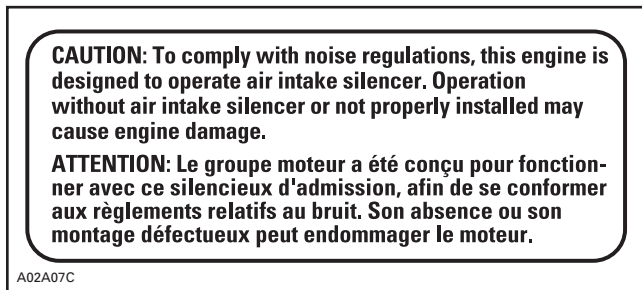 CAUTION: To comply with noise regulations, this engine is
designed to operate air intake silencer. Operation
without air intake silencer or not properly installed may
cause engine damage.
ATTENTION: Le groupe moteur a été conçu pour fonction-
ner avec ce silencieux d'admission, afin de se conformer
aux règlements relatifs au bruit. Son absence ou son
montage défectueux peut endommager le moteur.
A02A07C